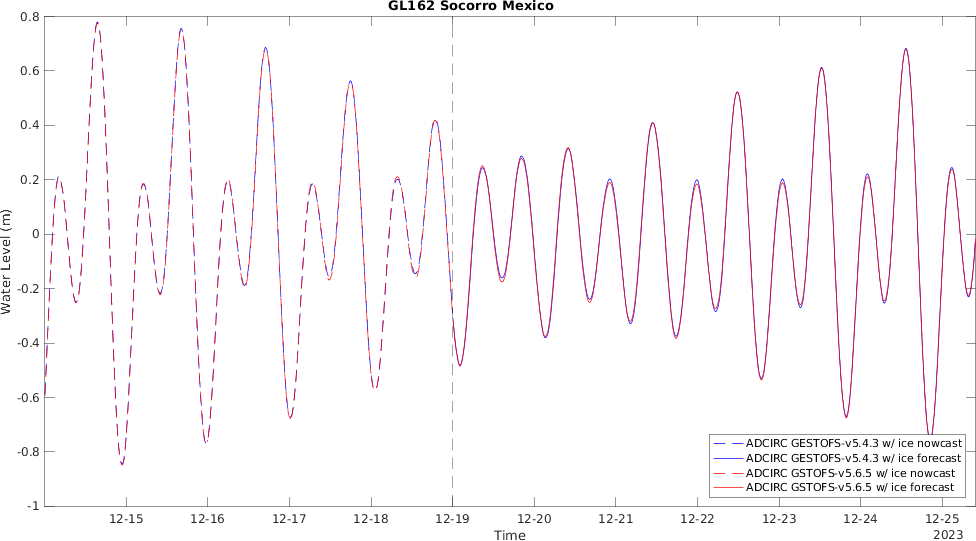 GL162 Socorro Mexico
0.8
0.6
0.4
0.2
0
-0.2
-0.4
-0.6
-0.8
-1
Water Level (m)
ADCIRC GESTOFS-v5.4.3 w/ ice nowcast
ADCIRC GESTOFS-v5.4.3 w/ ice forecast
ADCIRC GSTOFS-v5.6.5 w/ ice nowcast
ADCIRC GSTOFS-v5.6.5 w/ ice forecast
12-15 12-16 12-17 12-18 12-19 12-20 12-21 12-22 12-23 12-24 12-25
Time
2023